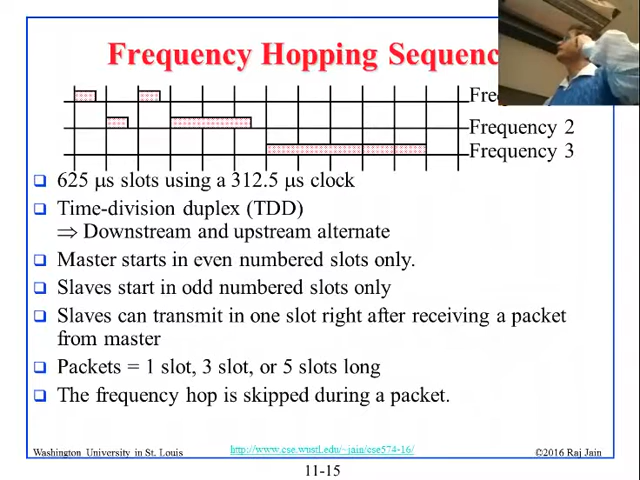 Frequency Hopping
Frequency 2
Frequency 3
625 μs slots using a 312.5 μs clock
Time-division duplex (TDD)
⇒ Downstream and upstream alternate
Master starts in even numbered slots only.
Slaves start in odd numbered slots only
Slaves can transmit in one slot right after receiving a packet
from master
Packets = 1 slot, 3 slot, or 5 slots long
The frequency hop is skipped during a packet.
Washington University in St. Louis
http://www.cse.wustl.edu/~jain/cse574-16/
©2016 Raj Jain
11-15